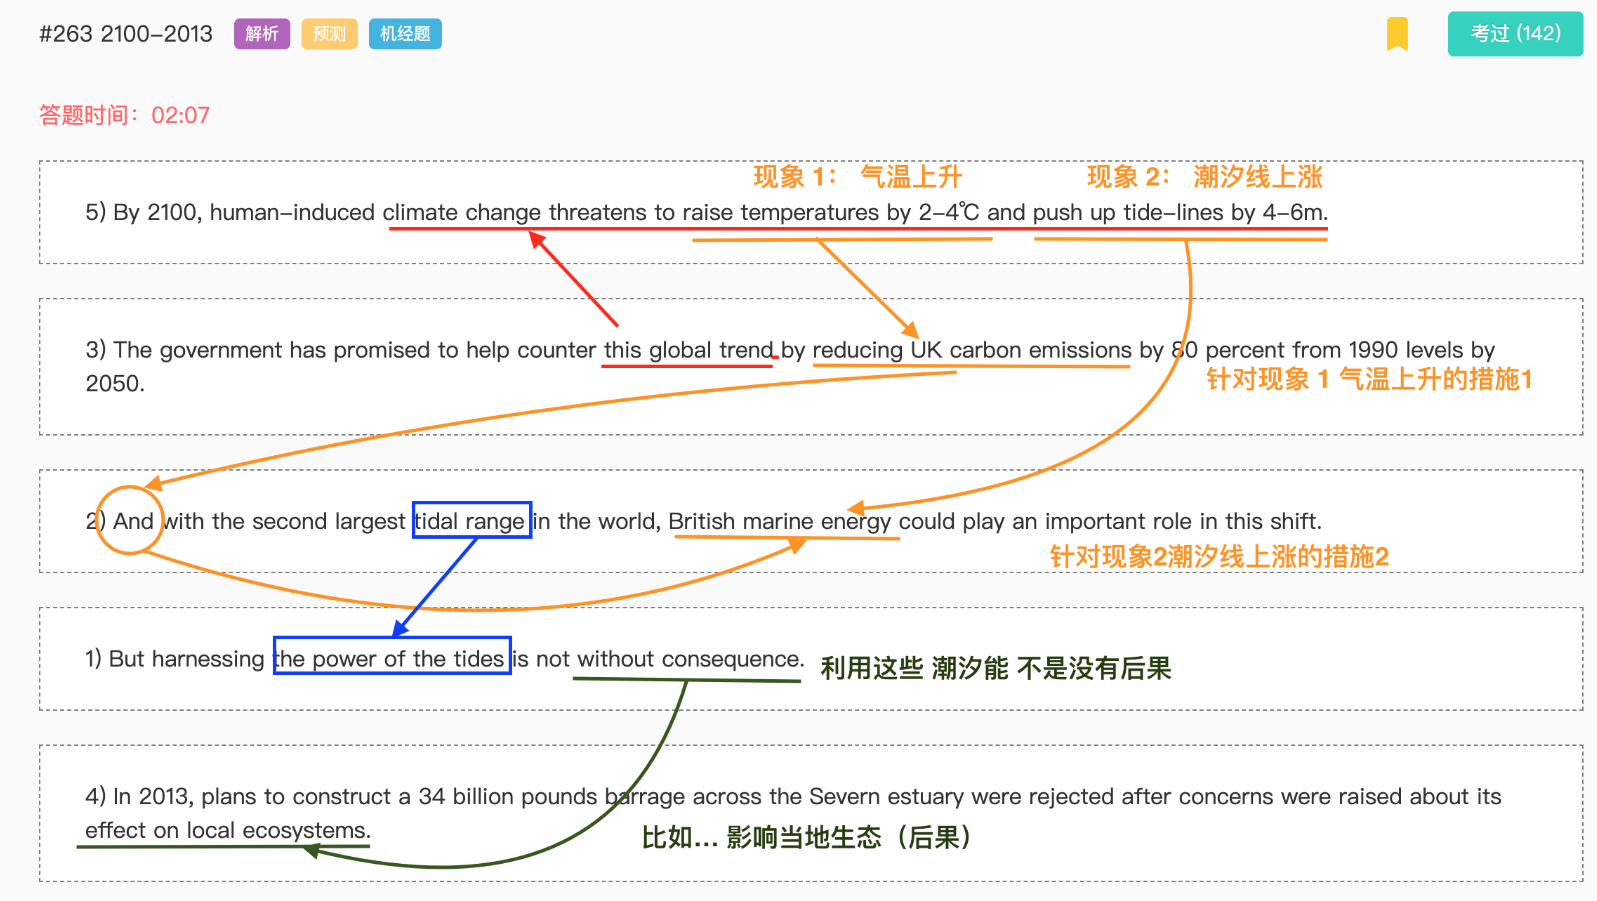 #263 2100-2013 解析 预测 机经题 考过 (142)
答题时间：02:07
现象 1： 气温上升 现象 2： 潮汐线上涨
5) By 2100, human-induced climate change threatens to raise temperatures by 2-4℃ and push up tide-lines by 4-6m.
3) The government has promised to help counter this global trend by reducing UK carbon emissions by 80 percent from 1990 levels by
2050.
针对现象 1 气温上升的措施1
2) And with the second largest tidal range in the world, British marine energy could play an important role in this shift.
针对现象2潮汐线上涨的措施2
1) But harnessing the power of the tides is not without consequence. 利用这些 潮汐能 不是没有后果
4) In 2013, plans to construct a 34 billion pounds barrage across the Severn estuary were rejected after concerns were raised about its
effect on local ecosystems.
比如... 影响当地生态（后果）